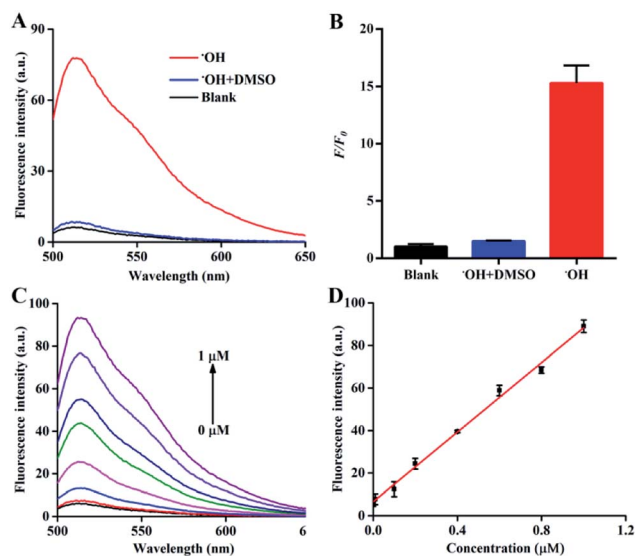 A
90
60
30
0
500
550
600
650
Fluorescence intensity (a.u.)
Wavelength (nm)
·OH
·OH+DMSO
Blank
B
20
15
10
5
0
F/F0
Blank
·OH+DMSO
·OH
C
100
80
60
40
20
0
500
550
600
6
Fluorescence intensity (a.u.)
Wavelength (nm)
1 μM
0 μM
D
100
80
60
40
20
0
0.0
0.4
0.8
1.2
Fluorescence intensity (a.u.)
Concentration (μM)